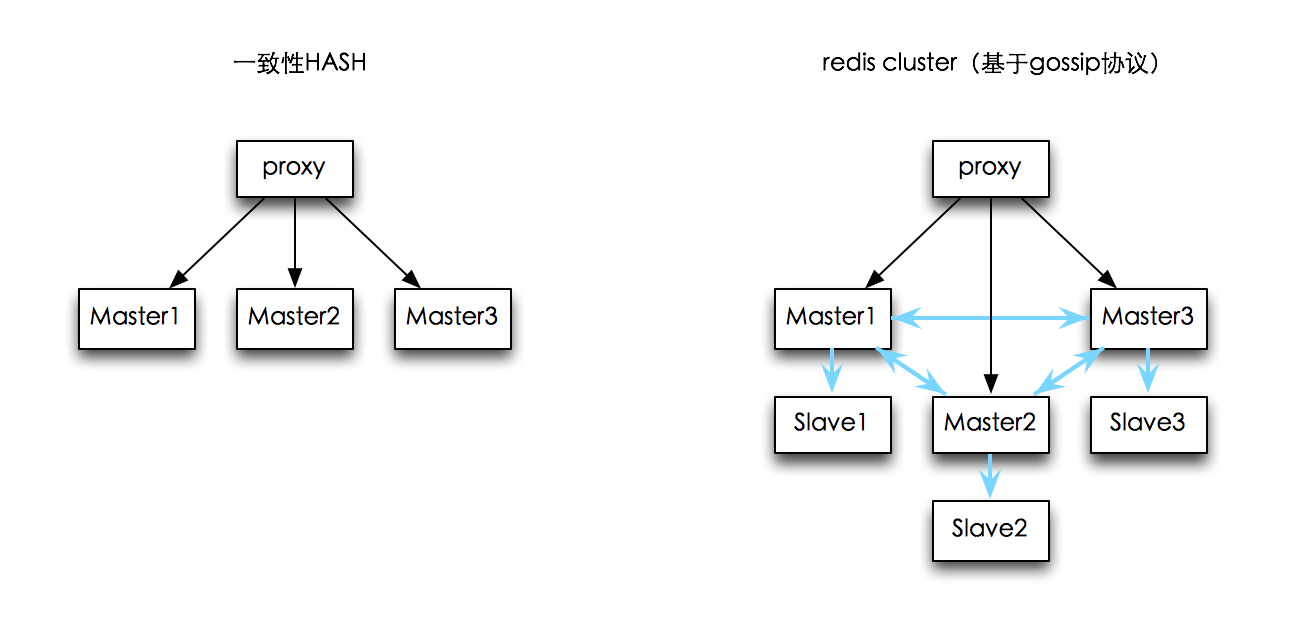 一致性HASH
proxy
Master1
Master2
Master3
redis cluster（基于gossip协议）
proxy
Master1
Master3
Slave1
Master2
Slave3
Slave2